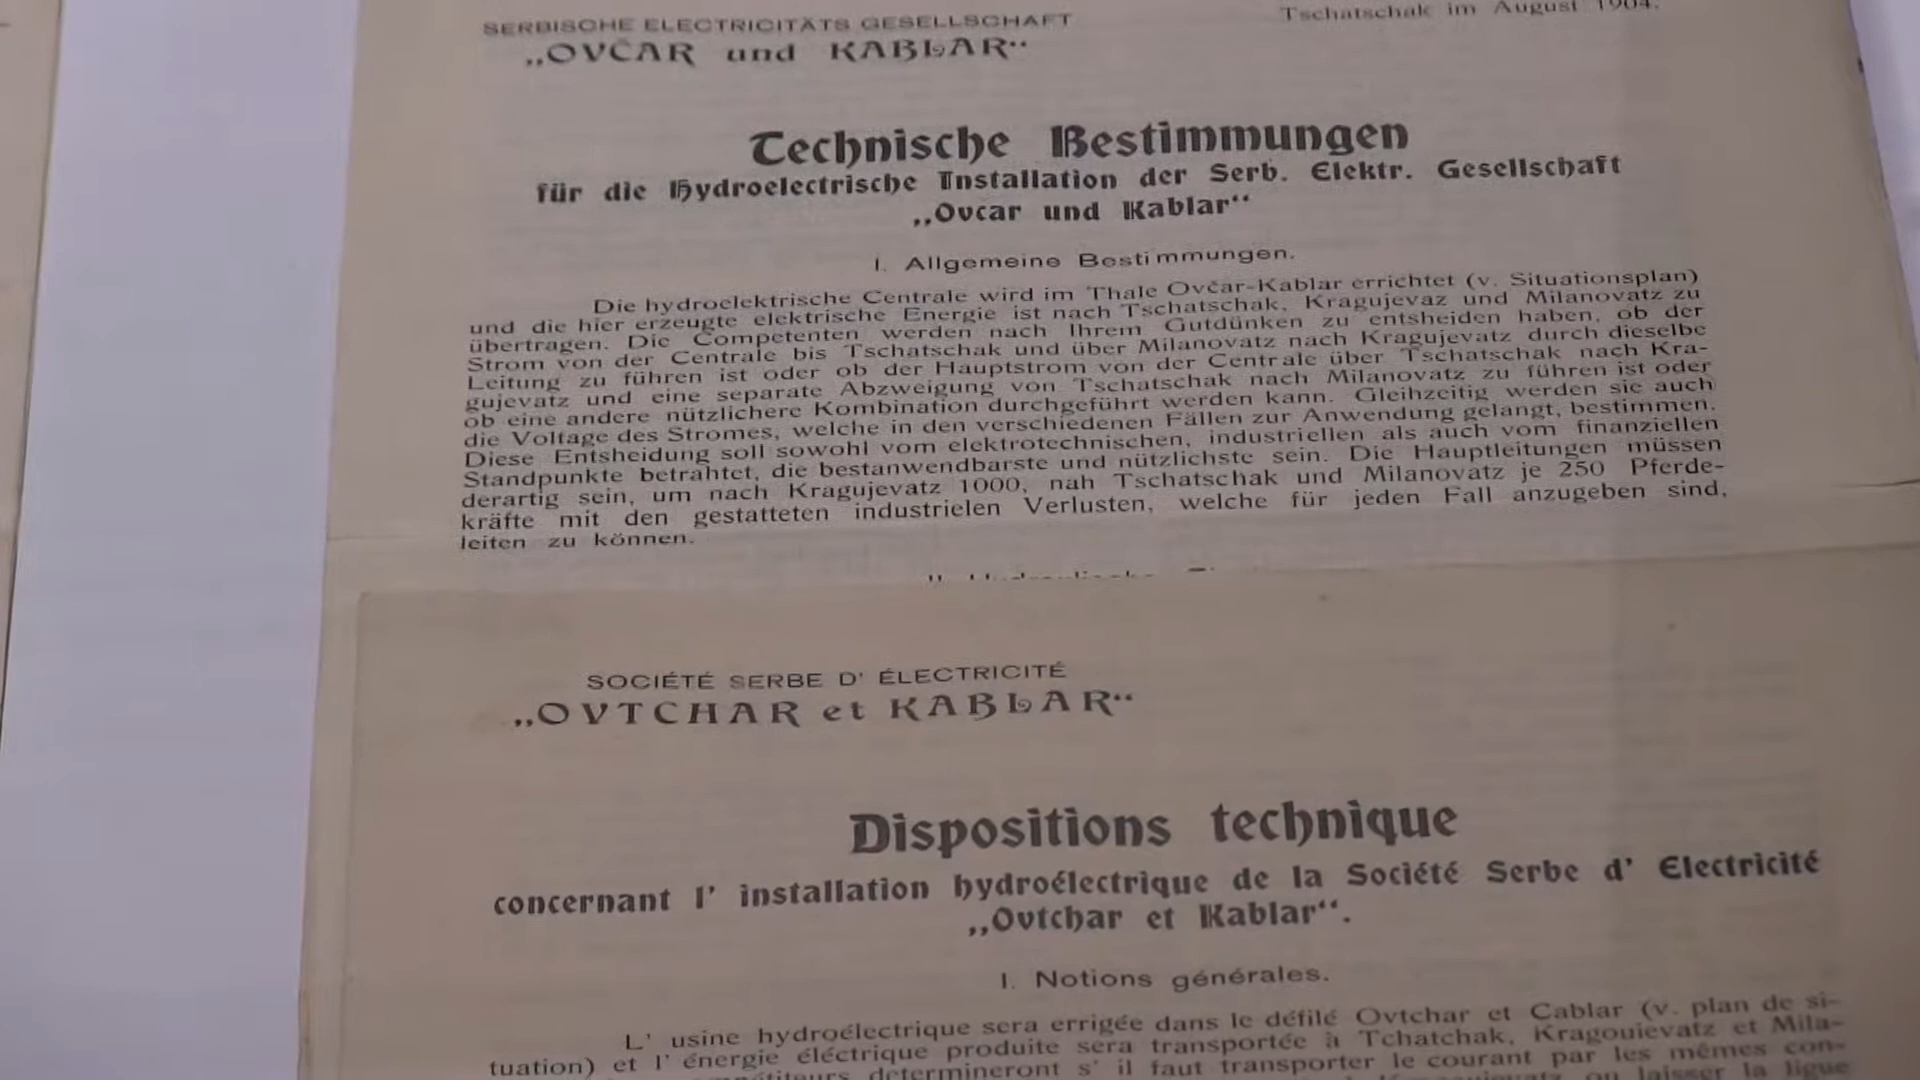 SERBISCHE ELECTRICITÄTS GESELLSCHAFT
Tschatschak im August 1904.
„OVČAR und KABLAR“
Technische Bestimmungen
für die Hydroelectrische Installation der Serb. Elektr. Gesellschaft
„Ovcar und Kablar“
I. Allgemeine Bestimmungen.
Die hydroelektrische Centrale wird im Thale Ovčar-Kablar errichtet (v. Situationsplan)
und die hier erzeugte elektrische Energie ist nach Tschatschak, Kragujevaz und Milanovatz zu
übertragen. Die Competenten werden nach Ihrem Gutdünken zu entsheiden haben, ob der
Strom von der Centrale bis Tschatschak und über Milanovatz nach Kragujevatz durch dieselbe
Leitung zu führen ist oder ob der Hauptstrom von der Centrale über Tschatschak nach Kra-
gujevatz und eine separate Abzweigung von Tschatschak nach Milanovatz zu führen ist oder
ob eine andere nützlichere Kombination durchgeführt werden kann. Gleihzeitig werden sie auch
die Voltage des Stromes, welche in den verschiedenen Fällen zur Anwendung gelangt, bestimmen.
Diese Entsheidung soll sowohl vom elektrotechnischen, industriellen als auch vom finanziellen
Standpunkte betrahtet, die bestanwendbarste und nützlichste sein. Die Hauptleitungen müssen
derartig sein, um nach Kragujevatz 1000, nah Tschatschak und Milanovatz je 250 Pferde-
kräfte mit den gestatteten industrielen Verlusten, welche für jeden Fall anzugeben sind,
leiten zu können.
SOCIÉTÉ SERBE D' ÉLECTRICITÉ
„OVTCHAR et KABLAR“
Dispositions technique
concernant l' installation hydroélectrique de la Société Serbe d' Electricité
„Ovtchar et Kablar“.
I. Notions générales.
L' usine hydroélectrique sera errigée dans le défilé Ovtchar et Cablar (v. plan de si-
tuation) et l' énergie éléctrique produite sera transportée à Tchatchak, Kragouievatz et Mila-
determineront s' il faut transporter le courant par les mêmes con-
ou laisser la ligne